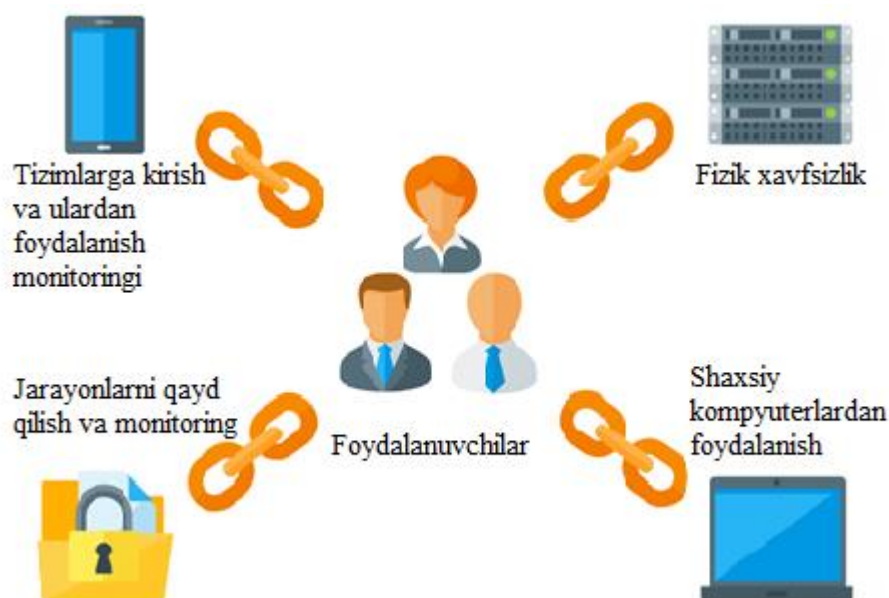 Tizimlarga kirish
va ulardan
foydalanish
monitoringi
Fizik xavfsizlik
Jarayonlarni qayd
qilish va monitoring
Foydalanuvchilar
Shaxsiy
kompyuterlardan
foydalanish